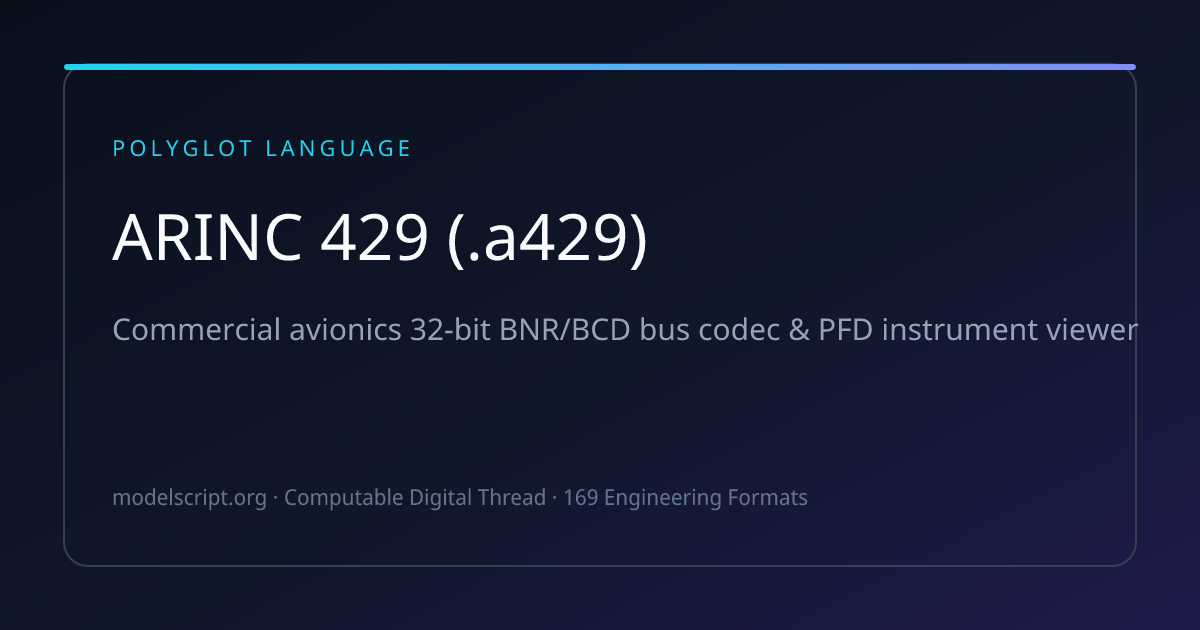 POLYGLOT LANGUAGE
ARINC 429 (.a429)
Commercial avionics 32-bit BNR/BCD bus codec & PFD instrument viewer
modelscript.org · Computable Digital Thread · 169 Engineering Formats